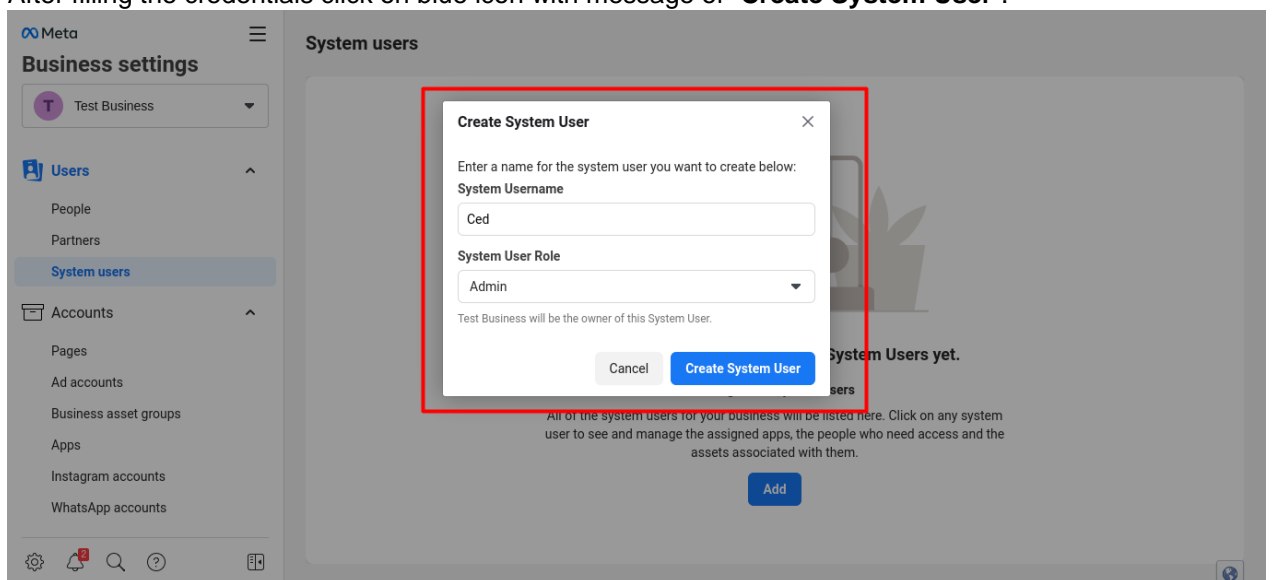 After filling the credentials click on blue icon with message of "Create System User".
Meta
Business settings
T Test Business
Users
People
Partners
System users
Accounts
Pages
Ad accounts
Business asset groups
Apps
Instagram accounts
WhatsApp accounts
2
?
System users
Create System User
Enter a name for the system user you want to create below:
System Username
Ced
System User Role
Admin
Test Business will be the owner of this System User.
Cancel
Create System User
System Users yet.
sers
All of the system users for your business will be listed here. Click on any system
user to see and manage the assigned apps, the people who need access and the
assets associated with them.
Add